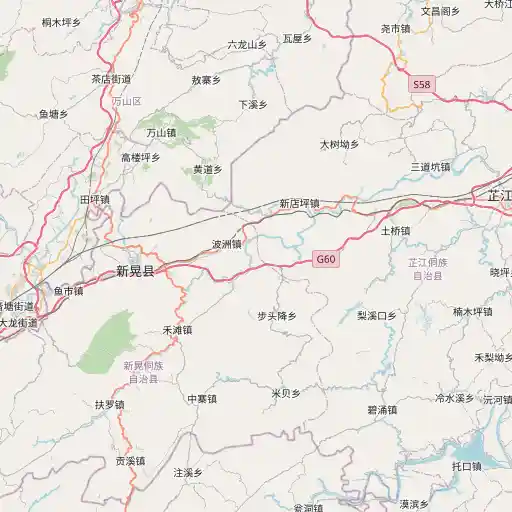 桐木坪乡
六龙山乡
瓦屋乡
尧市镇
文昌阁乡
大桥江
茶店街道
敖寨乡
S58
万山区
下溪乡
鱼塘乡
万山镇
大树坳乡
高楼坪乡
黄道乡
三道坑镇
田坪镇
新店坪镇
芷江
土桥镇
波洲镇
G60
芷江侗族
自治县
新晃县
晓坪乡
鱼市镇
大龙街道
步头降乡
梨溪口乡
楠木坪镇
禾滩镇
禾梨坳乡
新晃侗族
自治县
扶罗镇
中寨镇
米贝乡
碧涌镇
冷水溪乡
沅河镇
贡溪镇
注溪乡
托口镇
漠滨乡